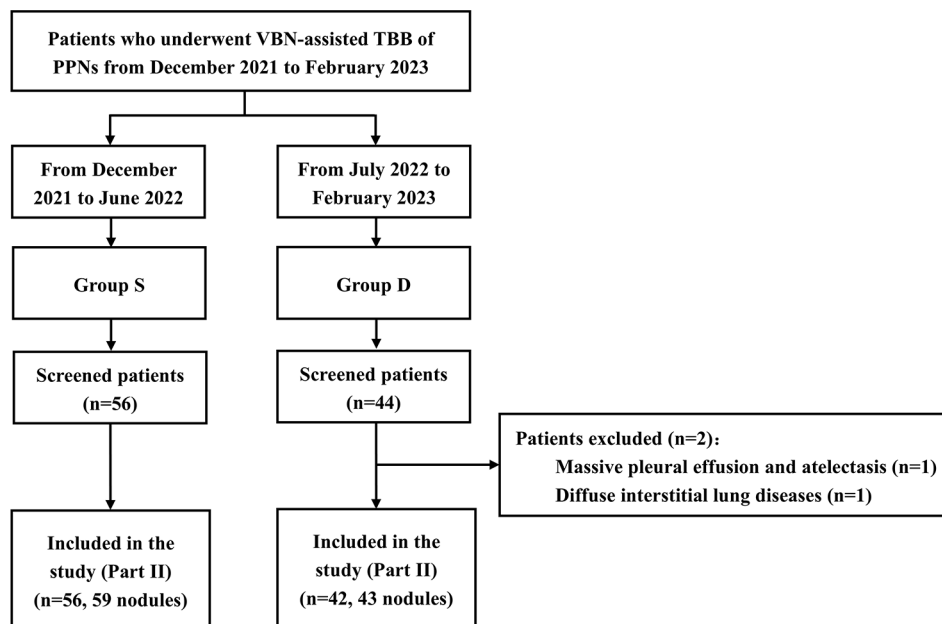 Patients who underwent VBN-assisted TBB of
PPNs from December 2021 to February 2023
From December
2021 to June 2022
From July 2022 to
February 2023
Group S
Group D
Screened patients
(n=56)
Screened patients
(n=44)
Patients excluded (n=2):
Massive pleural effusion and atelectasis (n=1)
Diffuse interstitial lung diseases (n=1)
Included in the
study (Part II)
(n=56, 59 nodules)
Included in the
study (Part II)
(n=42, 43 nodules)